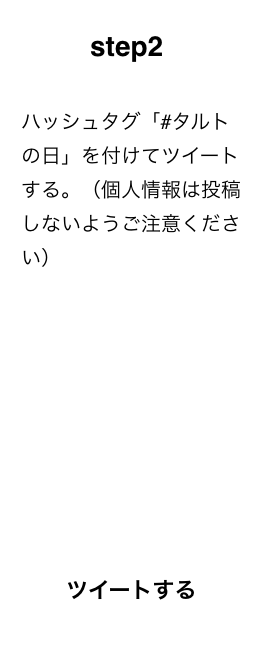 step2
ハッシュタグ「#タルト
の日」を付けてツイート
する。（個人情報は投稿
しないようご注意くださ
い）
ツイートする